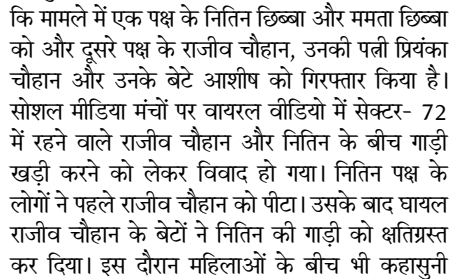 कि मामले में एक पक्ष के नितिन छिब्बा और ममता छिब्बा
को और दूसरे पक्ष के राजीव चौहान, उनकी पत्नी प्रियंका
चौहान और उनके बेटे आशीष को गिरफ्तार किया है।
सोशल मीडिया मंचों पर वायरल वीडियो में सेक्टर- 72
में रहने वाले राजीव चौहान और नितिन के बीच गाड़ी
खड़ी करने को लेकर विवाद हो गया। नितिन पक्ष के
लोगों ने पहले राजीव चौहान को पीटा। उसके बाद घायल
राजीव चौहान के बेटों ने नितिन की गाड़ी को क्षतिग्रस्त
कर दिया। इस दौरान महिलाओं के बीच भी कहासुनी